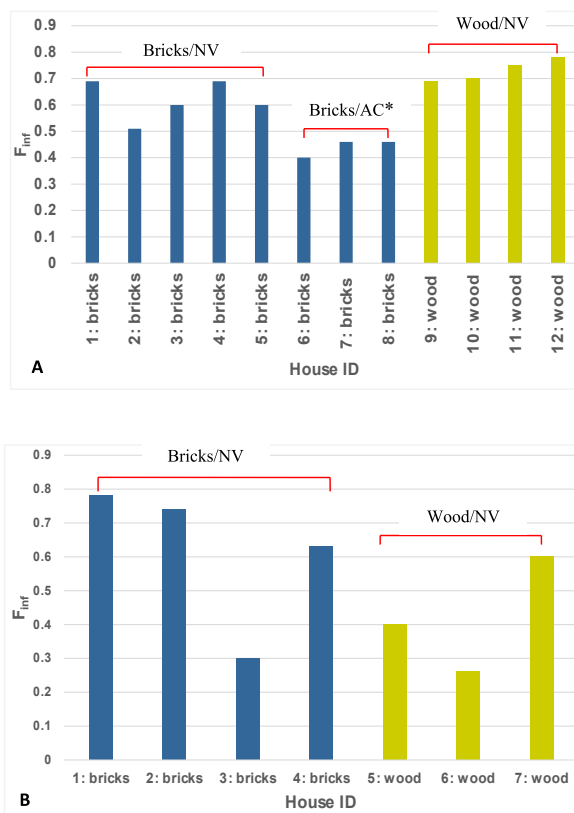 0.9
0.8
0.7
0.6
0.5
0.4
0.3
0.2
0.1
0
F_inf
Bricks/NV
Bricks/AC*
Wood/NV
1: bricks
2: bricks
3: bricks
4: bricks
5: bricks
6: bricks
7: bricks
8: bricks
9: wood
10: wood
11: wood
12: wood
House ID
A
0.9
0.8
0.7
0.6
0.5
0.4
0.3
0.2
0.1
0
F_inf
Bricks/NV
Wood/NV
1: bricks 2: bricks 3: bricks 4: bricks 5: wood 6: wood 7: wood
House ID
B